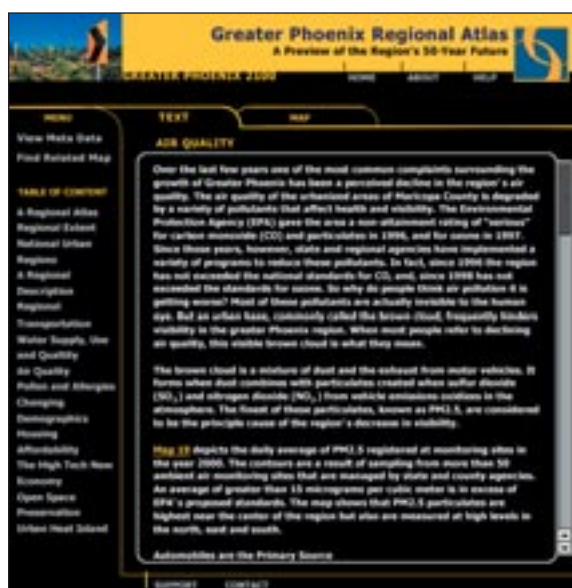 Greater Phoenix Regional Atlas
A Preview of the Region's 50-Year Future
GREATER PHOENIX 2100
HOME ABOUT HELP
MENU
View Meta Data
Find Related Map
TABLE OF CONTENT
A Regional Atlas
Regional Extent
National Urban
Regions
A Regional
Description
Regional
Transportation
Water Supply, Use
and Quality
Air Quality
Pollen and Allergies
Changing
Demographics
Housing
Affordability
The High Tech New
Economy
Open Space
Preservation
Urban Heat Island
TEXT MAP
AIR QUALITY
Over the last few years one of the most common complaints surrounding the
growth of Greater Phoenix has been a perceived decline in the region's air
quality. The air quality of the urbanized areas of Maricopa County is degraded
by a variety of pollutants that affect health and visibility. The Environmental
Protection Agency (EPA) gave the area a non-attainment rating of "serious"
for carbon monoxide (CO) and particulates in 1996, and for ozone in 1997.
Since those years, however, state and regional agencies have implemented a
variety of programs to reduce these pollutants. In fact, since 1996 the region
has not exceeded the national standards for CO, and, since 1998 has not
exceeded the standards for ozone. So why do people think air pollution it is
getting worse? Most of these pollutants are actually invisible to the human
eye. But an urban haze, commonly called the brown cloud, frequently hinders
visibility in the greater Phoenix region. When most people refer to declining
air quality, this visible brown cloud is what they mean.
The brown cloud is a mixture of dust and the exhaust from motor vehicles. It
forms when dust combines with particulates created when sulfur dioxide
(SO₂) and nitrogen dioxide (NO₂) from vehicle emissions oxidizes in the
atmosphere. The finest of these particulates, known as PM2.5, are considered
to be the principle cause of the region's decrease in visibility.
Map 19 depicts the daily average of PM2.5 registered at monitoring sites in
the year 2000. The contours are a result of sampling from more than 50
ambient air monitoring sites that are managed by state and county agencies.
An average of greater than 15 micrograms per cubic meter is in excess of
EPA's proposed standards. The map shows that PM2.5 particulates are
highest near the center of the region but also are measured at high levels in
the north, east and south.
Automobiles are the Primary Source
SUPPORT CONTACT